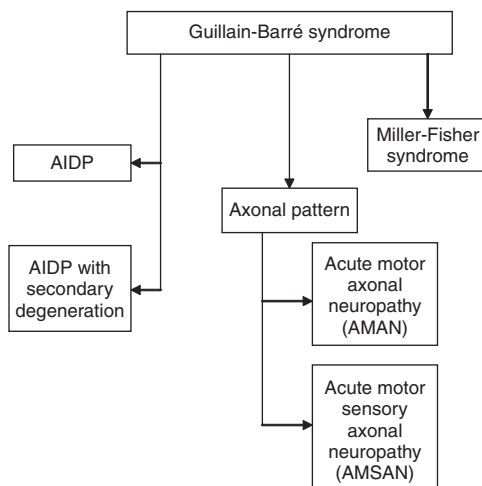 Guillain-Barré syndrome
Miller-Fisher
syndrome
AIDP
Axonal pattern
AIDP with
secondary
degeneration
Acute motor
axonal
neuropathy
(AMAN)
Acute motor
sensory
axonal
neuropathy
(AMSAN)